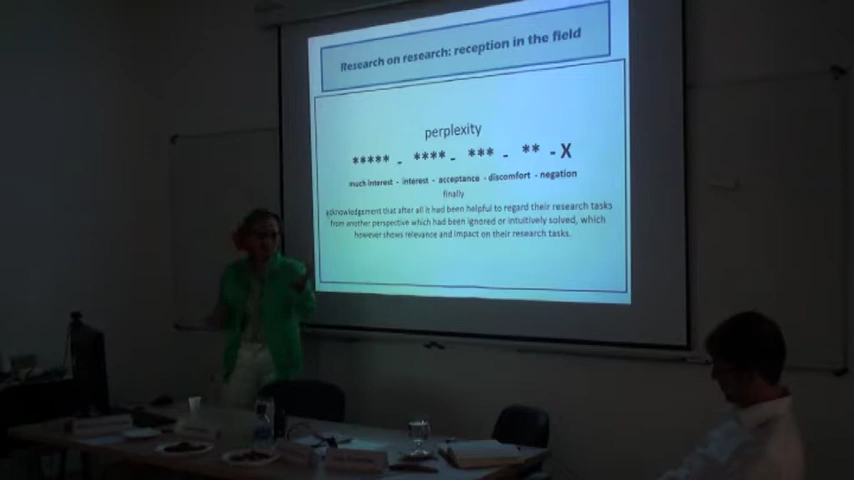 Research on research: reception in the field
perplexity
***** - **** - *** - ** - X
much interest - interest - acceptance - discomfort - negation
finally
acknowledgement that after all it had been helpful to regard their research tasks
from another perspective which had been ignored or intuitively solved, which
however shows relevance and impact on their research tasks.